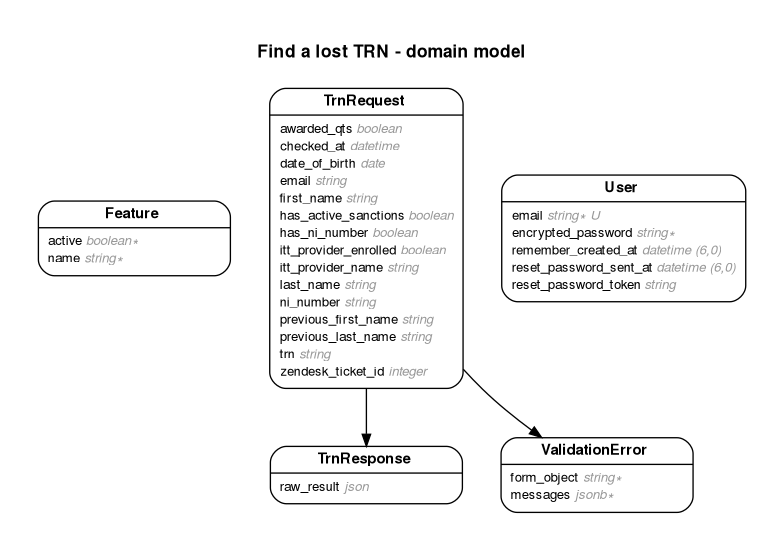 Find a lost TRN - domain model
TrnRequest
awarded_qts boolean
checked_at datetime
date_of_birth date
email string
first_name string
has_active_sanctions boolean
has_ni_number boolean
itt_provider_enrolled boolean
itt_provider_name string
last_name string
ni_number string
previous_first_name string
previous_last_name string
trn string
zendesk_ticket_id integer
User
email string* U
encrypted_password string*
remember_created_at datetime (6,0)
reset_password_sent_at datetime (6,0)
reset_password_token string
Feature
active boolean*
name string*
TrnResponse
raw_result json
ValidationError
form_object string*
messages jsonb*